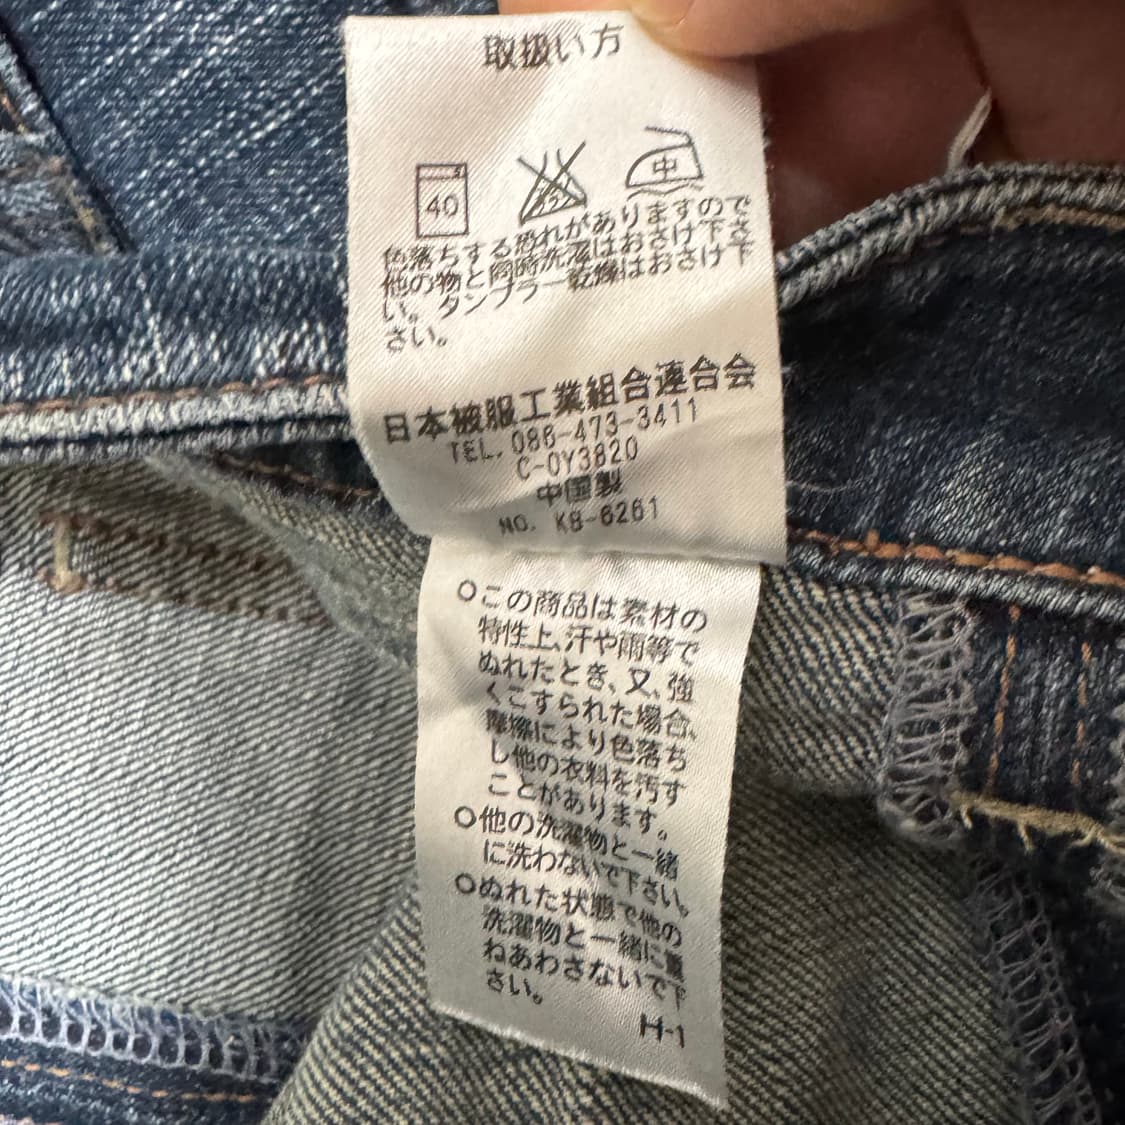 取扱い方
40
中
色落ちする恐れがありますので
他の物と同時洗濯はおさけ下さ
い。タンブラー乾燥はおさけ下
さい。
日本被服工業組合連合会
TEL. 086-473-3411
C-0Y3820
中国製
NO. KB-6261
○この商品は素材の
特性上、汗や雨等で
ぬれたとき、又、強
くこすられた場合、
摩擦により色落ち
し他の衣料を汚す
ことがあります。
○他の洗濯物と一緒
に洗わないで下さい。
○ぬれた状態で他の
洗濯物と一緒に重
ねあわさないで下
さい。
H-1